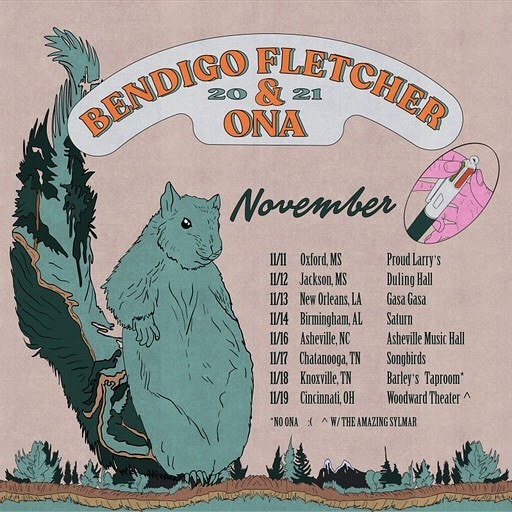 BENDIGO FLETCHER
20 & 21
ONA
November
11/11 Oxford, MS Proud Larry's
11/12 Jackson, MS Duling Hall
11/13 New Orleans, LA Gasa Gasa
11/14 Birmingham, AL Saturn
11/16 Asheville, NC Asheville Music Hall
11/17 Chatanooga, TN Songbirds
11/18 Knoxville, TN Barley's Taproom*
11/19 Cincinnati, OH Woodward Theater ^
*NO ONA :( ^ W/ THE AMAZING SYLMAR